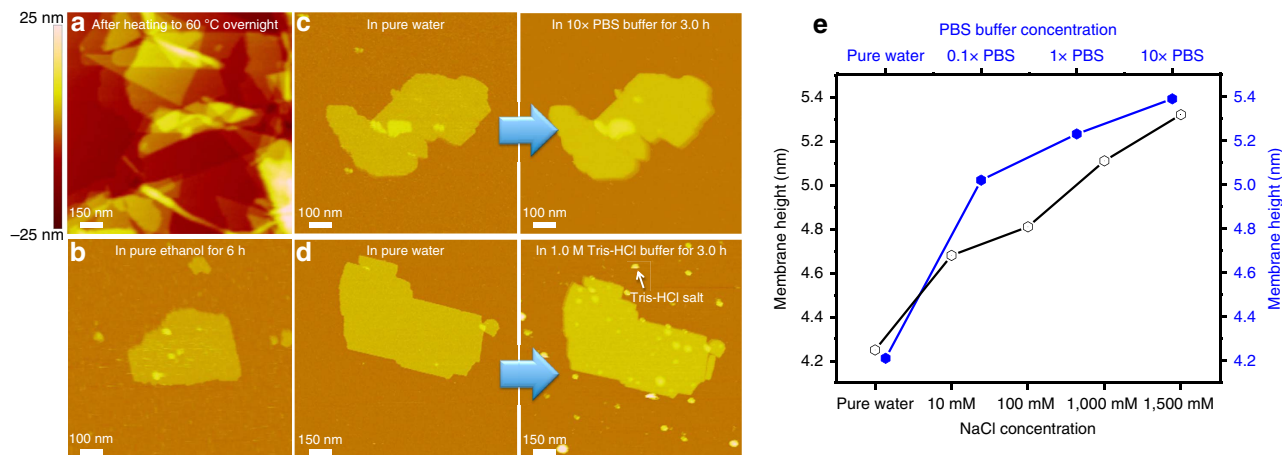 25 nm
−25 nm
a After heating to 60 °C overnight
150 nm
b In pure ethanol for 6 h
100 nm
c In pure water
100 nm
In 10× PBS buffer for 3.0 h
100 nm
d In pure water
150 nm
In 1.0 M Tris-HCl buffer for 3.0 h
Tris-HCl salt
150 nm
e
PBS buffer concentration
Pure water 0.1× PBS 1× PBS 10× PBS
Membrane height (nm)
5.4
5.2
5.0
4.8
4.6
4.4
4.2
5.4
5.2
5.0
4.8
4.6
4.4
4.2
Membrane height (nm)
Pure water 10 mM 100 mM 1,000 mM 1,500 mM
NaCl concentration